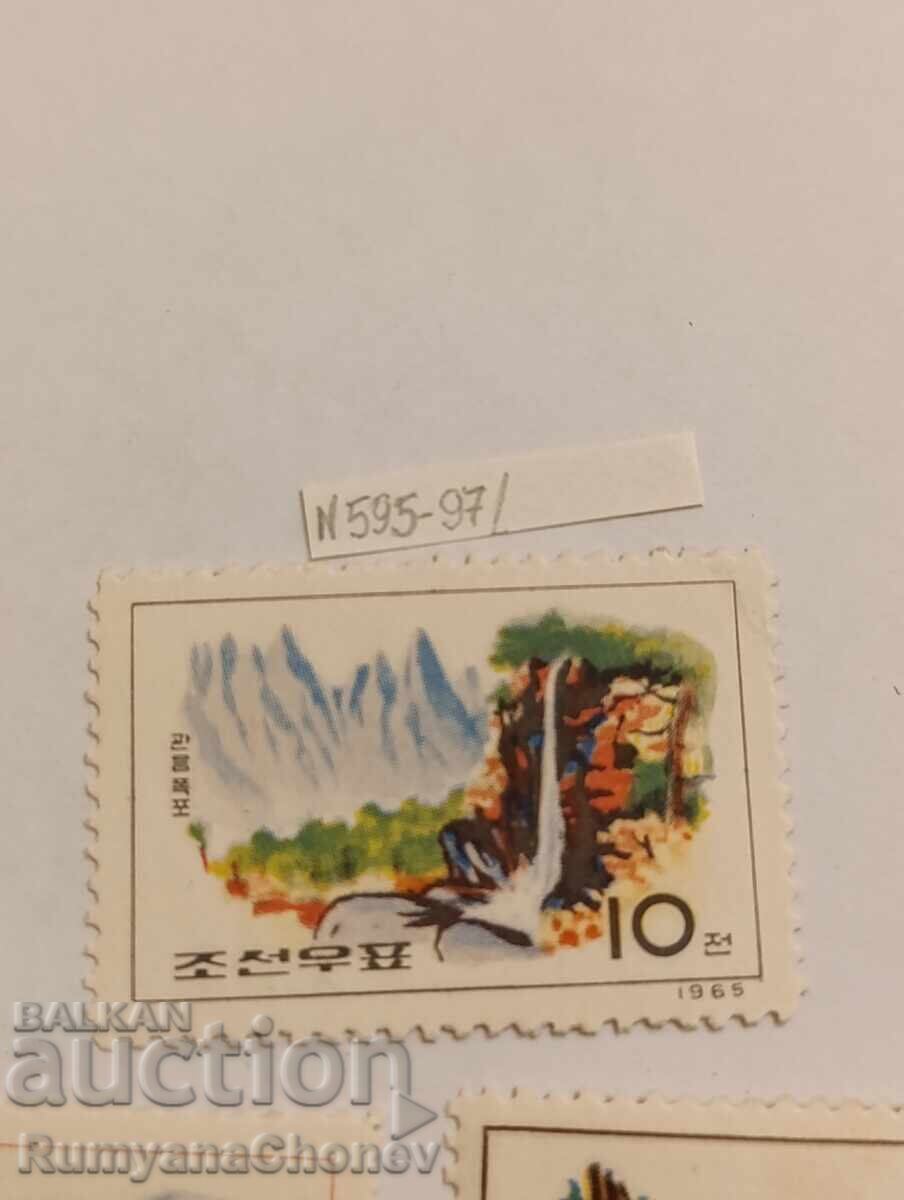 N595-97/
관음폭포
조선우표
10 전
1965
BALKAN
auction
RumyanaChonev